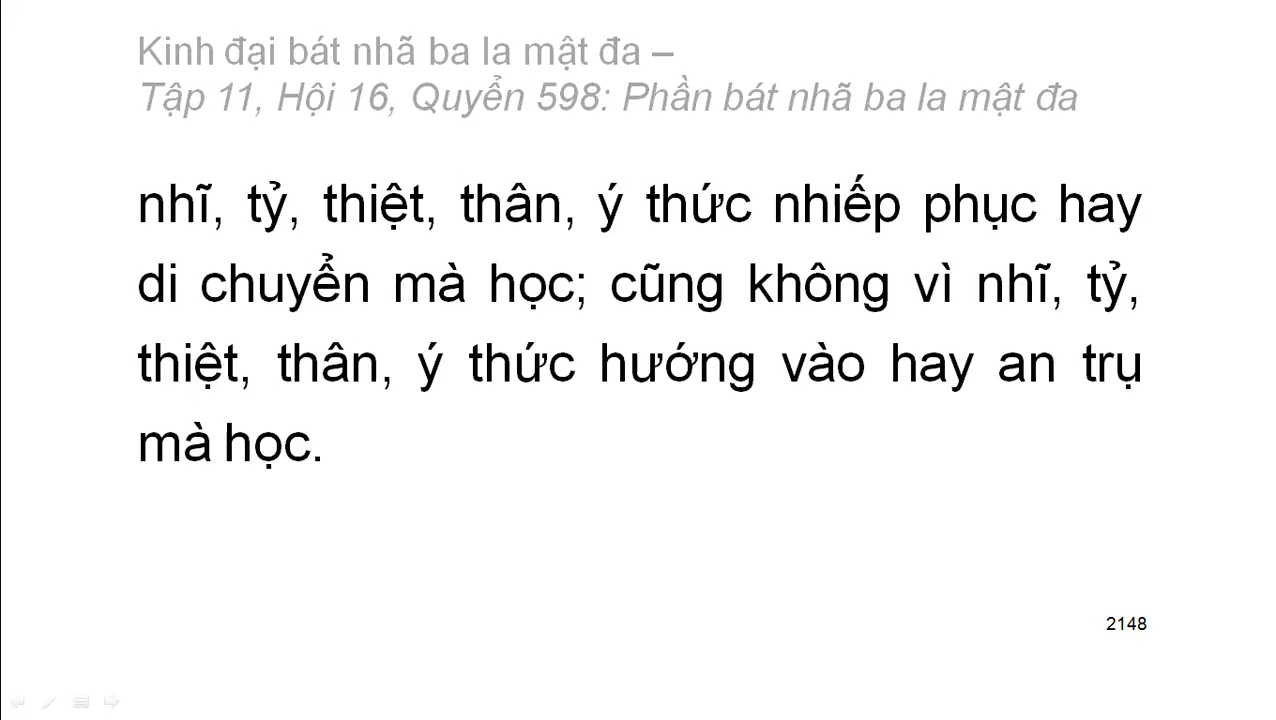 Kinh đại bát nhã ba la mật đa –
Tập 11, Hội 16, Quyển 598: Phần bát nhã ba la mật đa
nhĩ, tỷ, thiệt, thân, ý thức nhiếp phục hay
di chuyển mà học; cũng không vì nhĩ, tỷ,
thiệt, thân, ý thức hướng vào hay an trụ
mà học.
2148